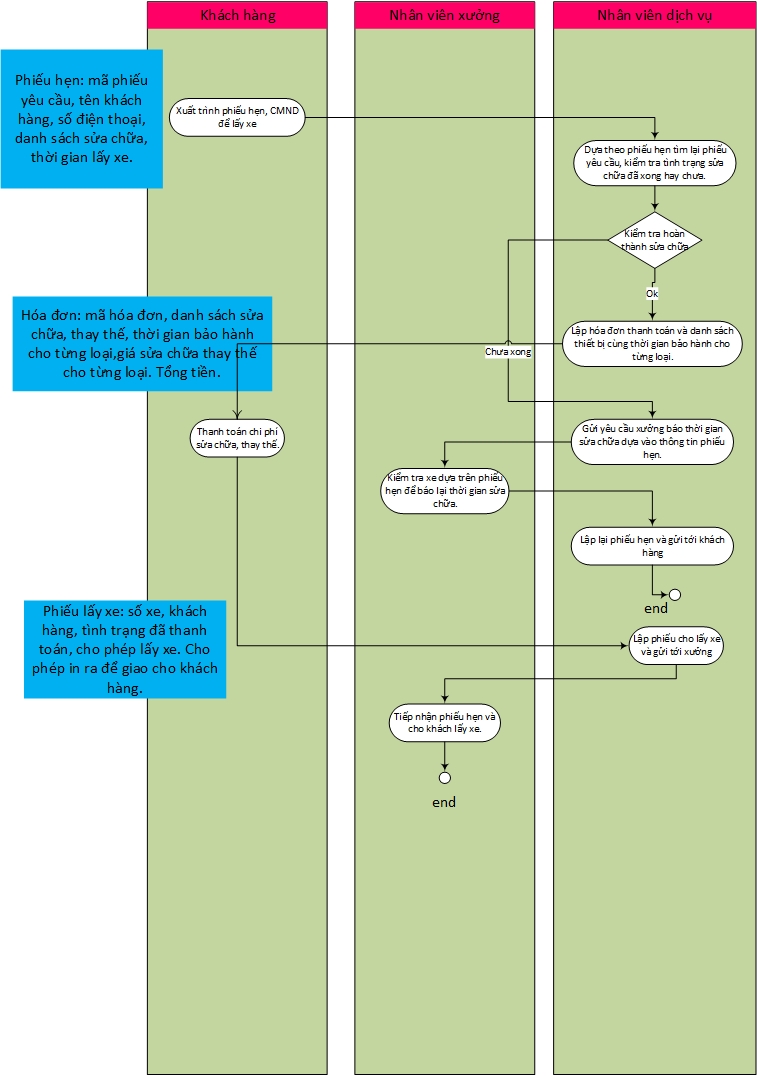 Khách hàng
Nhân viên xưởng
Nhân viên dịch vụ
Phiếu hẹn: mã phiếu
yêu cầu, tên khách
hàng, số điện thoại,
danh sách sửa chữa,
thời gian lấy xe.
Xuất trình phiếu hẹn, CMND
để lấy xe
Dựa theo phiếu hẹn tìm lại phiếu
yêu cầu, kiểm tra tình trạng sửa
chữa đã xong hay chưa.
Kiểm tra hoàn
thành sửa chữa
Ok
Hóa đơn: mã hóa đơn, danh sách sửa
chữa, thay thế, thời gian bảo hành
cho từng loại,giá sửa chữa thay thế
cho từng loại. Tổng tiền.
Lập hóa đơn thanh toán và danh sách
thiết bị cùng thời gian bảo hành cho
từng loại.
Chưa xong
Thanh toán chi phí
sửa chữa, thay thế.
Gửi yêu cầu xưởng báo thời gian
sửa chữa dựa vào thông tin phiếu
hẹn.
Kiểm tra xe dựa trên phiếu
hẹn để báo lại thời gian sửa
chữa.
Lập lại phiếu hẹn và gửi tới khách
hàng
end
Phiếu lấy xe: số xe, khách
hàng, tình trạng đã thanh
toán, cho phép lấy xe. Cho
phép in ra để giao cho khách
hàng.
Lập phiếu cho lấy xe
và gửi tới xưởng
Tiếp nhận phiếu hẹn và
cho khách lấy xe.
end